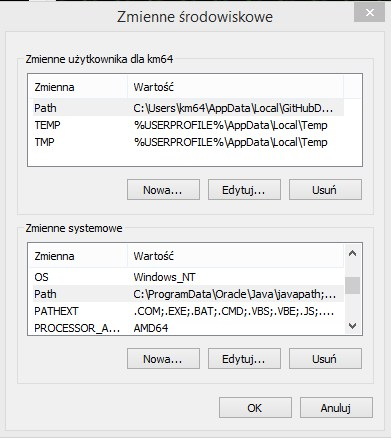 Zmienne środowiskowe
Zmienne użytkownika dla km64
Zmienna Wartość
Path C:\Users\km64\AppData\Local\GitHubD...
TEMP %USERPROFILE%\AppData\Local\Temp
TMP %USERPROFILE%\AppData\Local\Temp
Nowa... Edytuj... Usuń
Zmienne systemowe
Zmienna Wartość
OS Windows_NT
Path C:\ProgramData\Oracle\Java\javapath;...
PATHEXT .COM;.EXE;.BAT;.CMD;.VBS;.VBE;.JS;....
PROCESSOR_A... AMD64
Nowa... Edytuj... Usuń
OK Anuluj